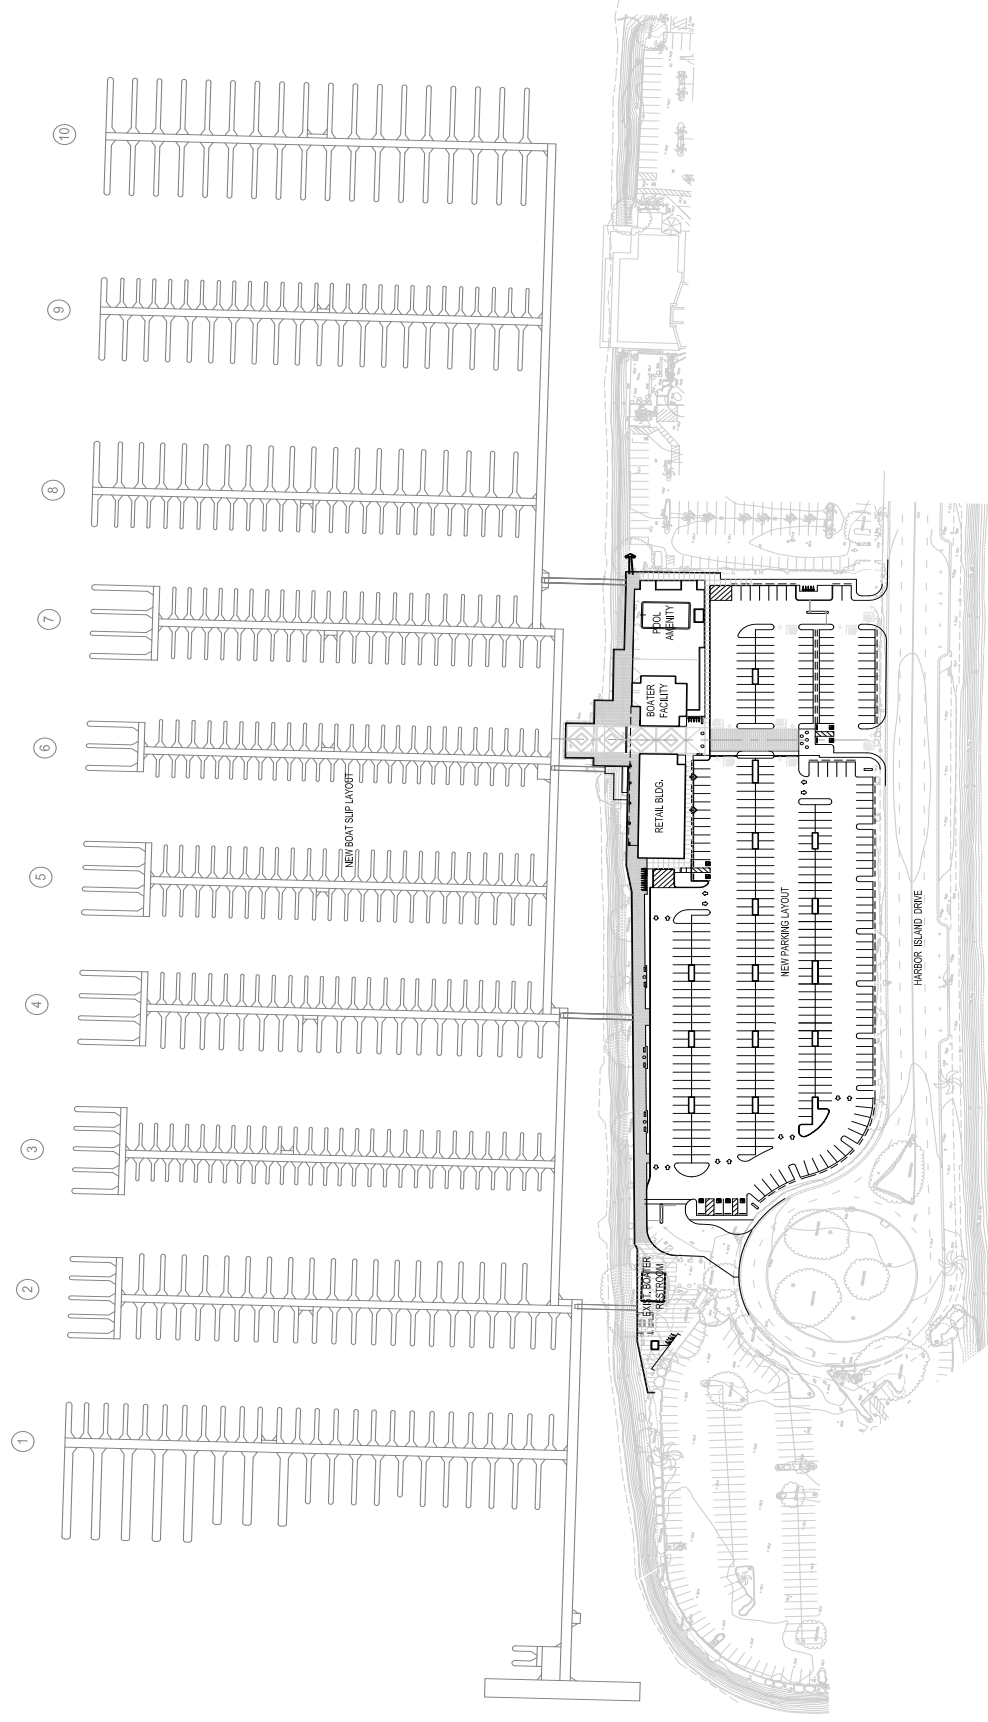 10
9
8
7
6
5
4
3
2
1
NEW BOAT SLIP LAYOUT
POOL
AMENITY
BOATER
FACILITY
RETAIL BLDG.
NEW PARKING LAYOUT
HARBOR ISLAND DRIVE
EXIST. BOATER
RESTROOM